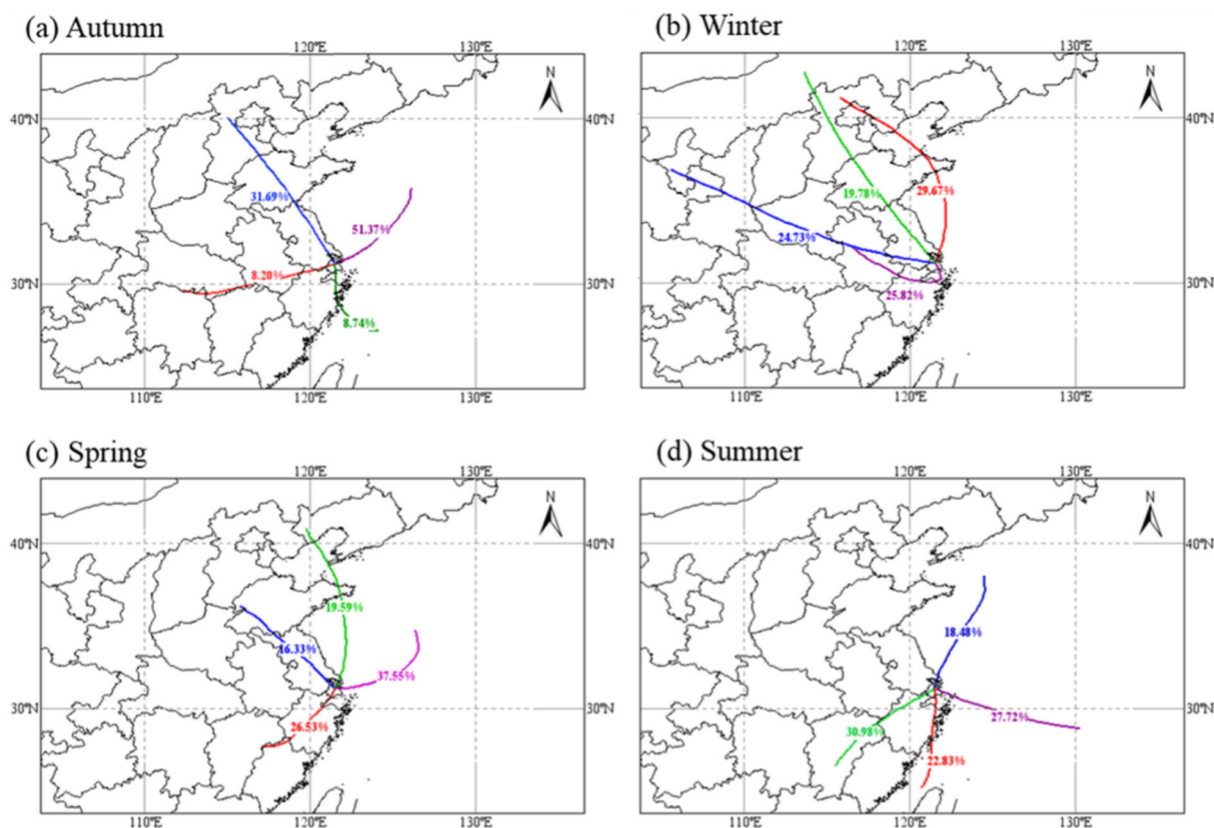 (a) Autumn
120°E
130°E
N
40°N
40°N
31.69%
51.37%
8.20%
30°N
30°N
8.74%
110°E
120°E
130°E
(b) Winter
120°E
130°E
N
40°N
40°N
19.78%
29.67%
24.73%
30°N
30°N
25.82%
110°E
120°E
130°E
(c) Spring
120°E
130°E
N
40°N
40°N
19.59%
16.33%
37.55%
30°N
30°N
26.53%
110°E
120°E
130°E
(d) Summer
120°E
130°E
N
40°N
40°N
18.48%
30°N
30°N
27.72%
30.98%
22.83%
110°E
120°E
130°E